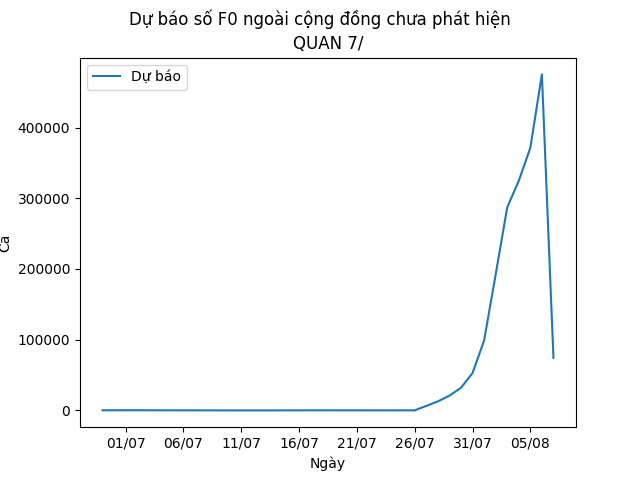 Dự báo số F0 ngoài cộng đồng chưa phát hiện
QUAN 7/
Dự báo
400000
300000
200000
100000
0
Ca
01/07 06/07 11/07 16/07 21/07 26/07 31/07 05/08
Ngày